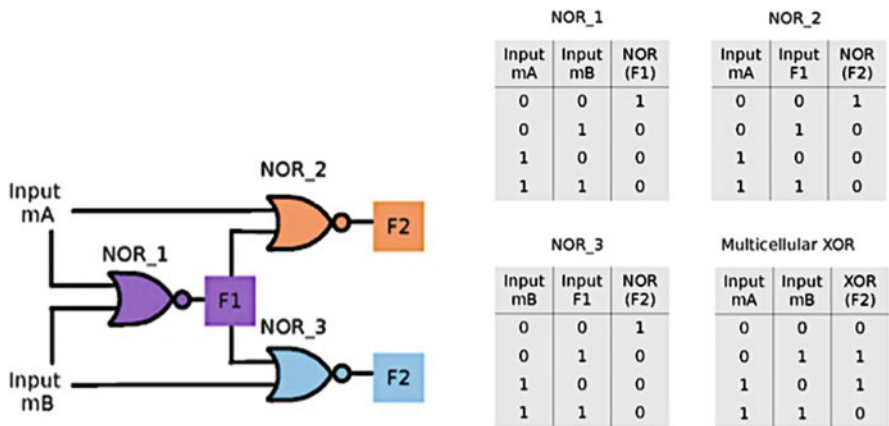 Input
mA
NOR_1
NOR_2
F2
F1
NOR_3
F2
Input
mB
NOR_1
Input mA Input mB NOR (F1)
0 0 1
0 1 0
1 0 0
1 1 0
NOR_2
Input mA Input F1 NOR (F2)
0 0 1
0 1 0
1 0 0
1 1 0
NOR_3
Input mB Input F1 NOR (F2)
0 0 1
0 1 0
1 0 0
1 1 0
Multicellular XOR
Input mA Input mB XOR (F2)
0 0 0
0 1 1
1 0 1
1 1 0